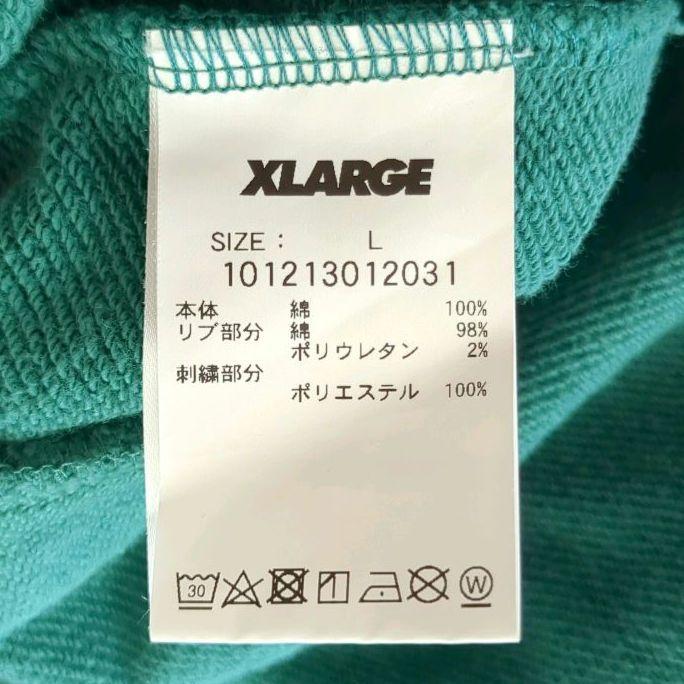 XLARGE
SIZE : L
101213012031
本体 綿 100%
リブ部分 綿 98%
ポリウレタン 2%
刺繍部分
ポリエステル 100%
30 W